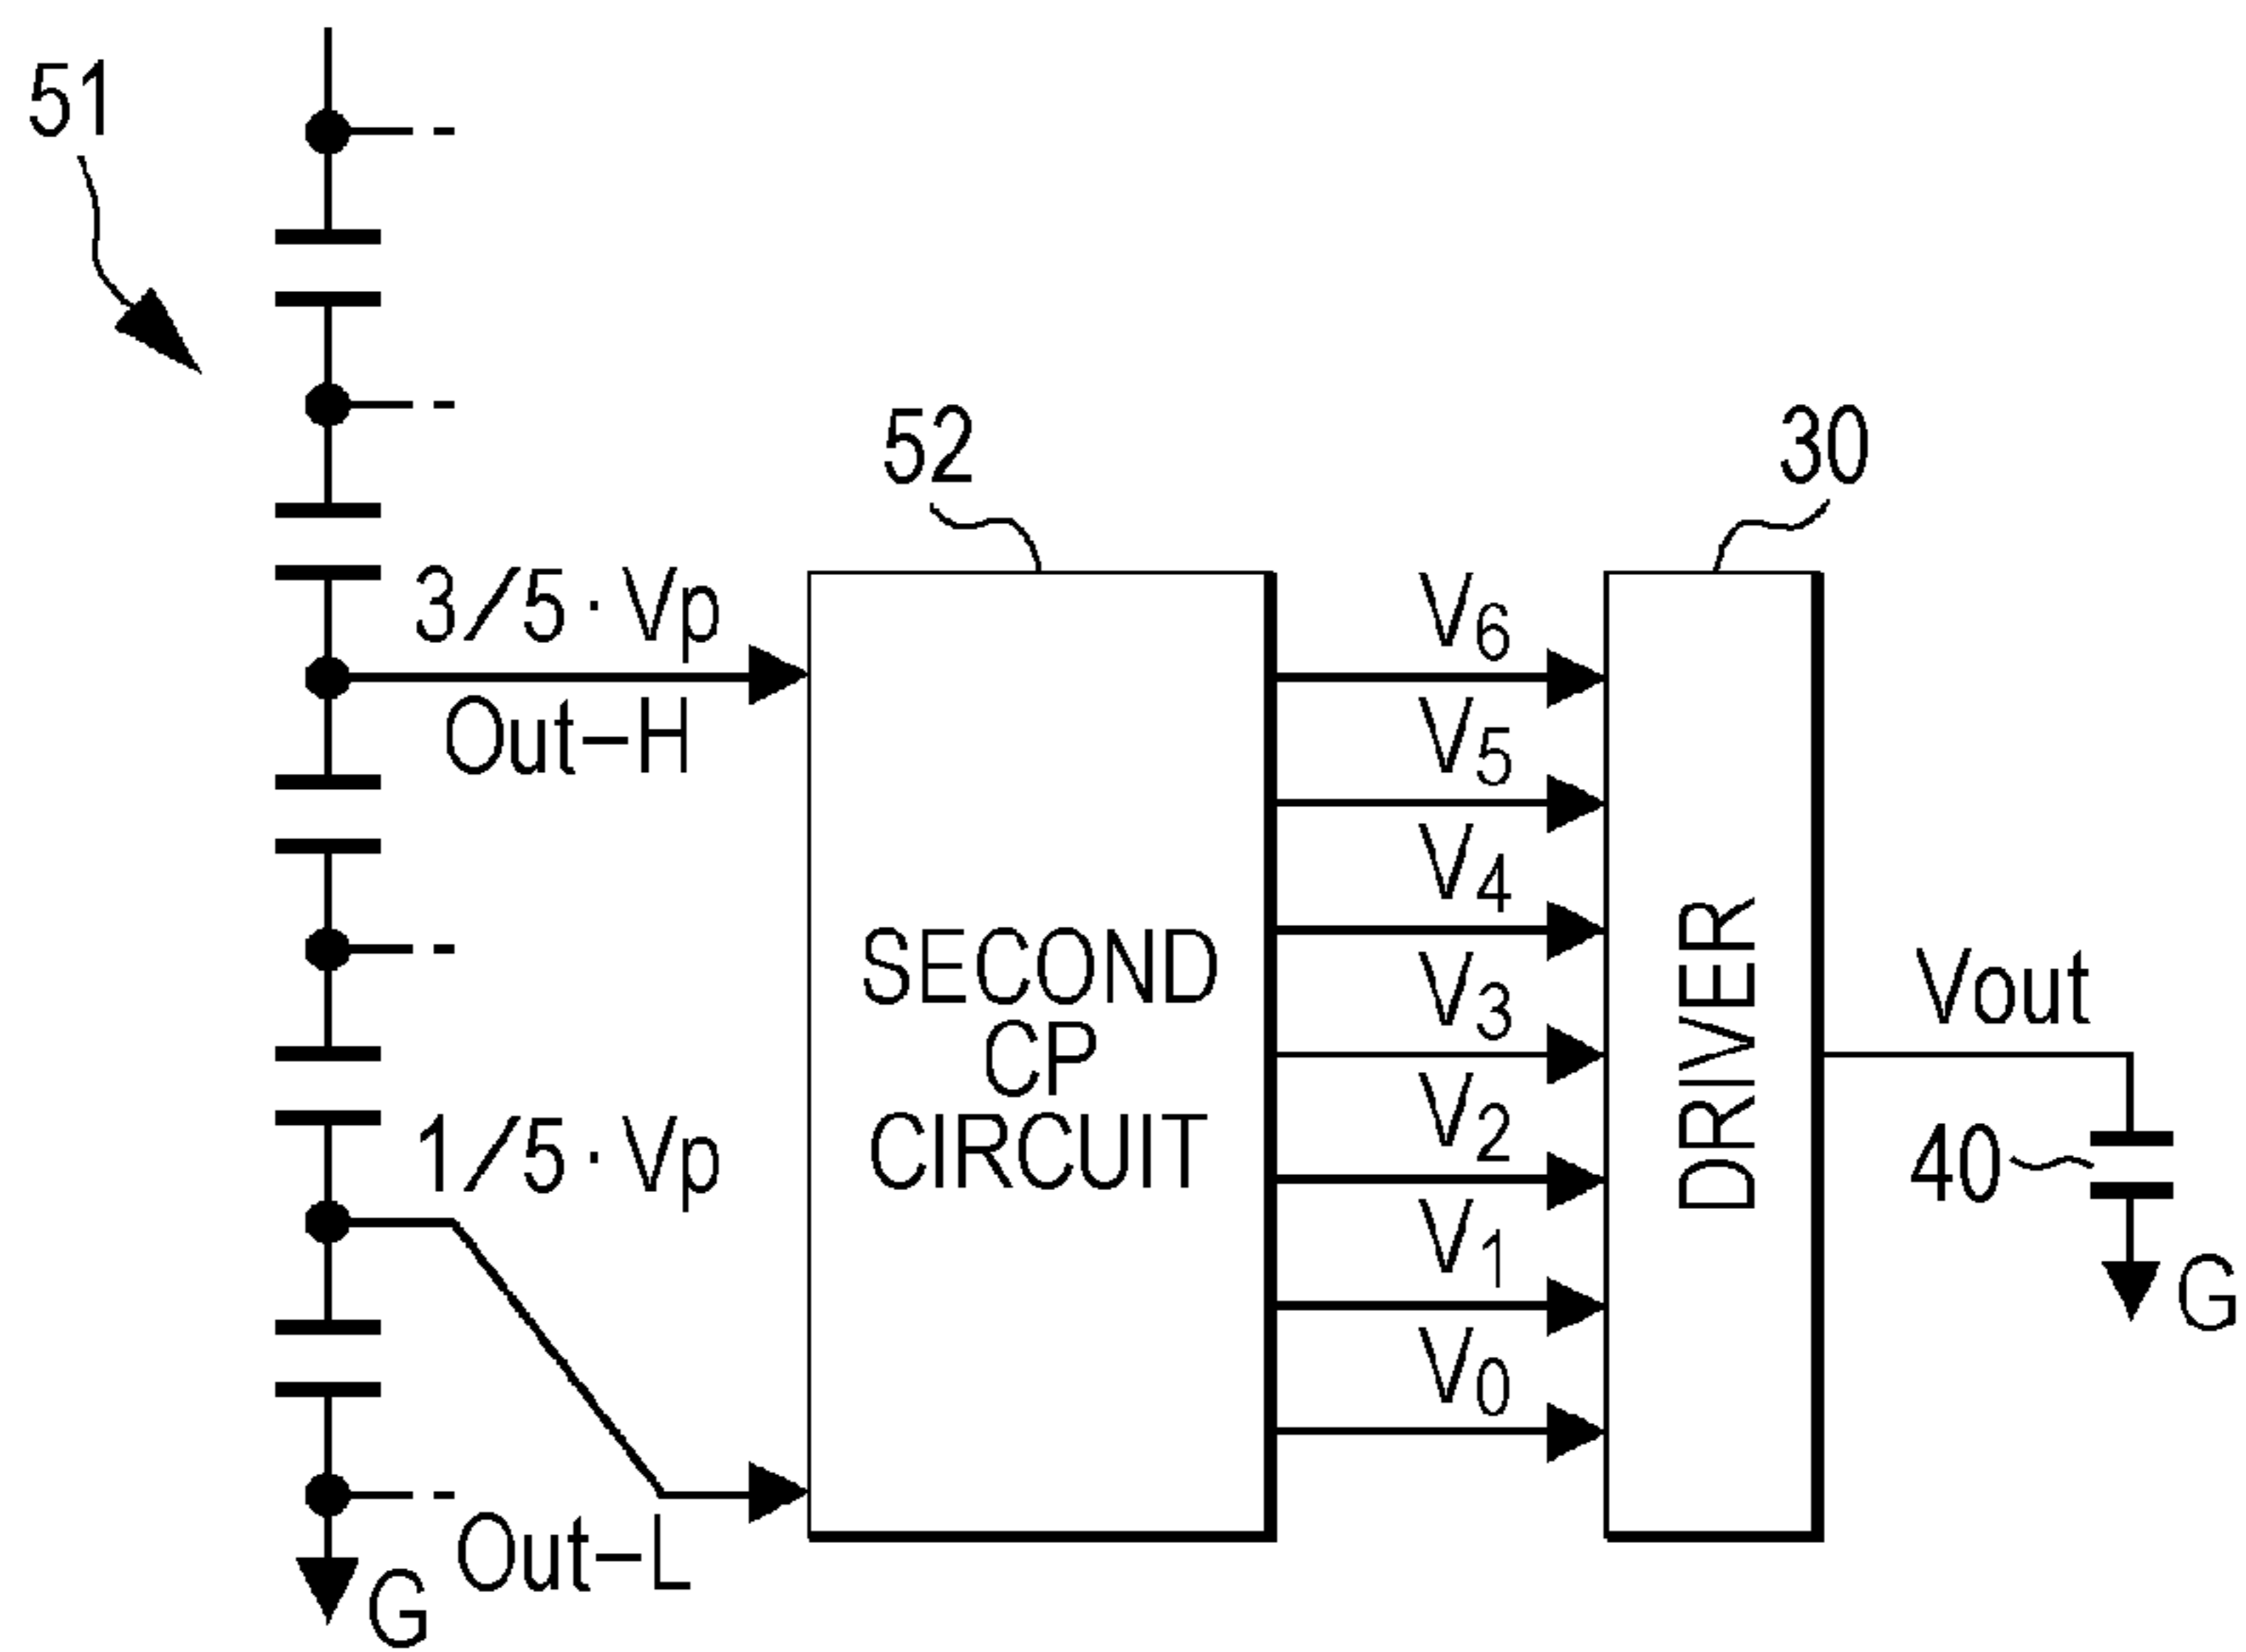 51
52
30
3/5·Vp
Out-H
1/5·Vp
Out-L
G
SECOND
CP
CIRCUIT
V6
V5
V4
V3
V2
V1
V0
DRIVER
Vout
40
G